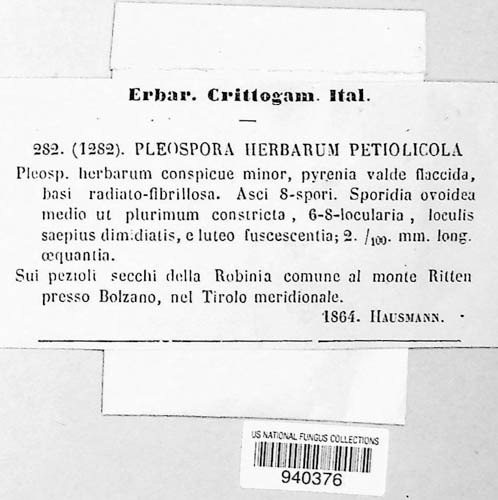 Erbar. Crittogam. Ital.
282. (1282). PLEOSPORA HERBARUM PETIOLICOLA
Pleosp. herbarum conspicue minor, pyrenia valde flaccida,
basi radiato-fibrillosa. Asci 8-spori. Sporidia ovoidea
medio ut plurimum constricta, 6-8-locularia, loculis
saepius dimidiatis, e luteo fuscescentia; 2. /100. mm. long.
œquantia.
Sui pezioli secchi della Robinia comune al monte Ritten
presso Bolzano, nel Tirolo meridionale.
1864. HAUSMANN.
US NATIONAL FUNGUS COLLECTIONS
940376